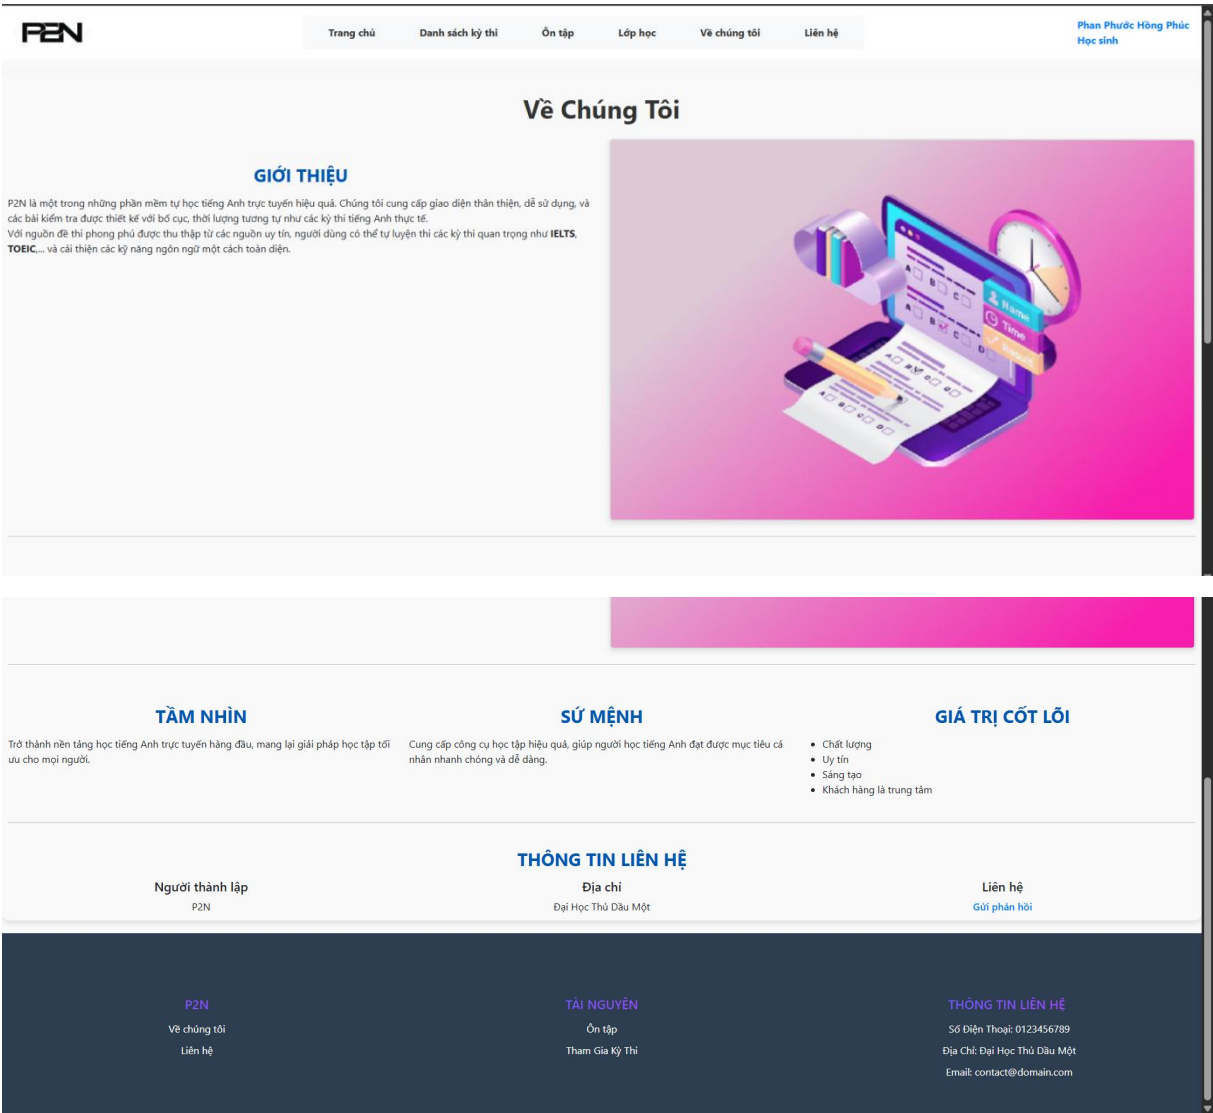 P2N
Trang chủ
Danh sách kỳ thi
Ôn tập
Lớp học
Về chúng tôi
Liên hệ
Phan Phước Hồng Phúc
Học sinh
Về Chúng Tôi
GIỚI THIỆU
P2N là một trong những phần mềm tự học tiếng Anh trực tuyến hiệu quả. Chúng tôi cung cấp giao diện thân thiện, dễ sử dụng, và
các bài kiểm tra được thiết kế với bố cục, thời lượng tương tự như các kỳ thi tiếng Anh thực tế.
Với nguồn đề thi phong phú được thu thập từ các nguồn uy tín, người dùng có thể tự luyện thi các kỳ thi quan trọng như IELTS,
TOEIC,... và cải thiện các kỹ năng ngôn ngữ một cách toàn diện.
A B C
A B C D
Name
Time
Result
A B C D
A B C D
TẦM NHÌN
Trở thành nền tảng học tiếng Anh trực tuyến hàng đầu, mang lại giải pháp học tập tối
ưu cho mọi người.
SỨ MỆNH
Cung cấp công cụ học tập hiệu quả, giúp người học tiếng Anh đạt được mục tiêu cá
nhân nhanh chóng và dễ dàng.
GIÁ TRỊ CỐT LÕI
Chất lượng
Uy tín
Sáng tạo
Khách hàng là trung tâm
THÔNG TIN LIÊN HỆ
Người thành lập
P2N
Địa chỉ
Đại Học Thủ Dầu Một
Liên hệ
Gửi phản hồi
P2N
Về chúng tôi
Liên hệ
TÀI NGUYÊN
Ôn tập
Tham Gia Kỳ Thi
THÔNG TIN LIÊN HỆ
Số Điện Thoại: 0123456789
Địa Chỉ: Đại Học Thủ Dầu Một
Email: contact@domain.com